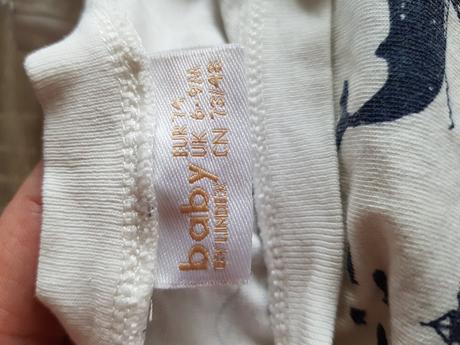 baby
BY LINDEX
EUR 74
UK 6-9M
CN 73/48